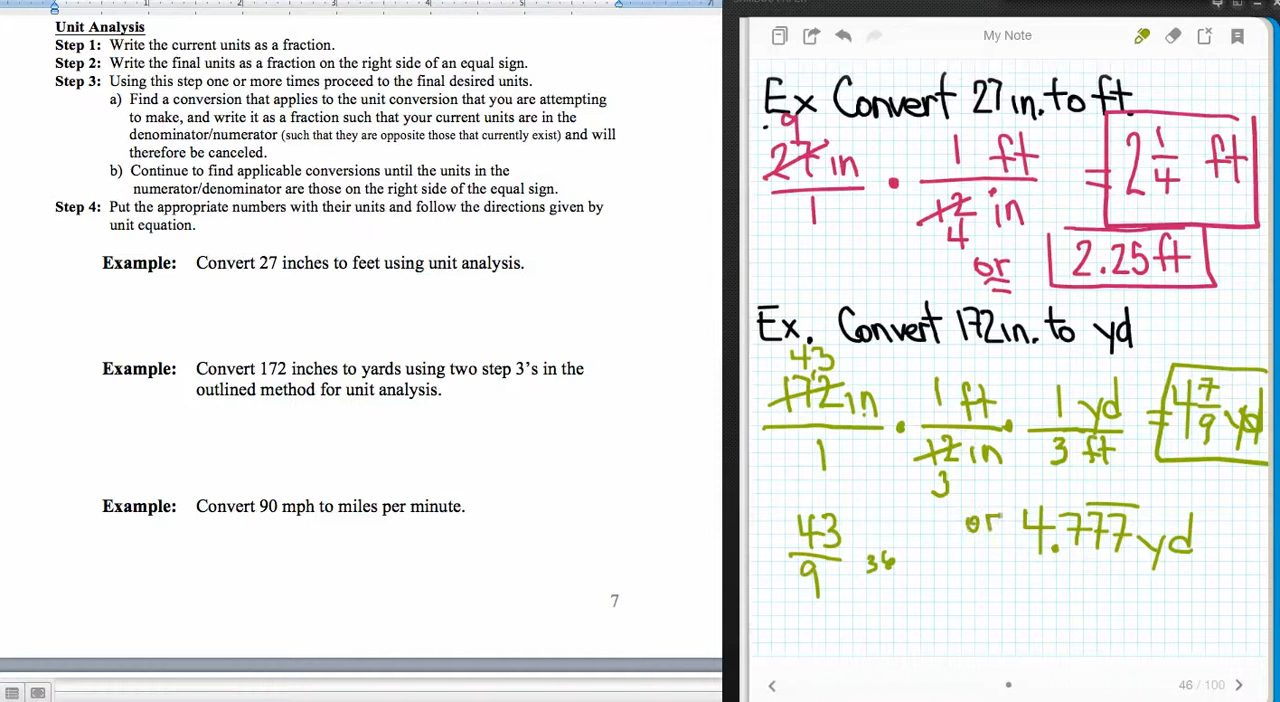 Unit Analysis
Step 1: Write the current units as a fraction.
Step 2: Write the final units as a fraction on the right side of an equal sign.
Step 3: Using this step one or more times proceed to the final desired units.
a) Find a conversion that applies to the unit conversion that you are attempting
to make, and write it as a fraction such that your current units are in the
denominator/numerator (such that they are opposite those that currently exist) and will
therefore be canceled.
b) Continue to find applicable conversions until the units in the
numerator/denominator are those on the right side of the equal sign.
Step 4: Put the appropriate numbers with their units and follow the directions given by
unit equation.
Example: Convert 27 inches to feet using unit analysis.
Example: Convert 172 inches to yards using two step 3's in the
outlined method for unit analysis.
Example: Convert 90 mph to miles per minute.
7
My Note
Ex Convert 27 in. to ft.
9
27 in 1 ft = 2 1/4 ft
1 · 12 in
4
or 2.25 ft
Ex. Convert 172 in. to yd
43
172 in · 1 ft · 1 yd = 4 7/9 yd
1 12 in 3 ft
3
43 or 4.777 yd
9 36
46 / 100